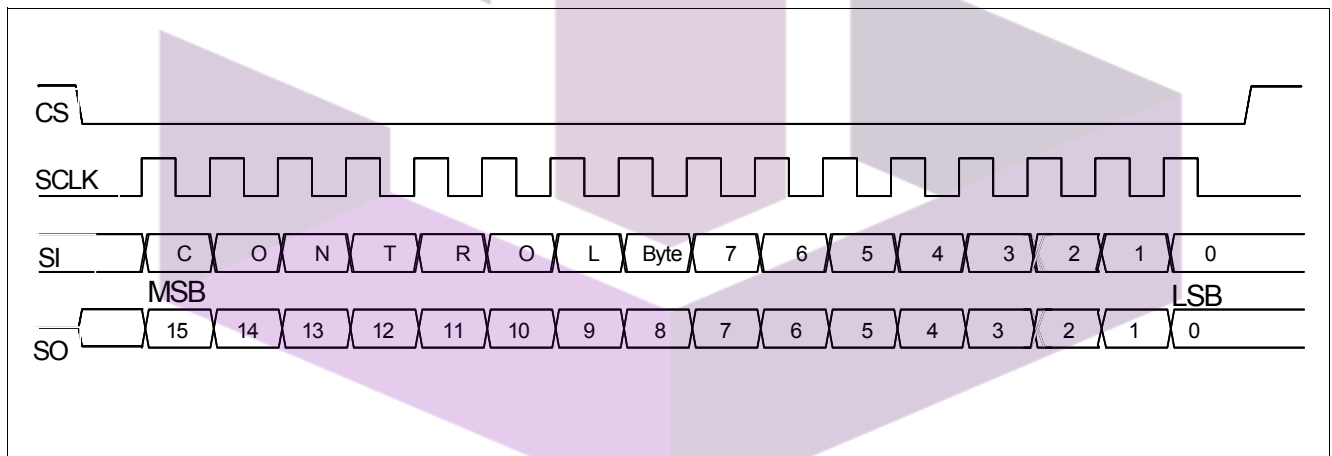 CS
SCLK
SI C O N T R O L Byte 7 6 5 4 3 2 1 0
MSB LSB
SO 15 14 13 12 11 10 9 8 7 6 5 4 3 2 1 0